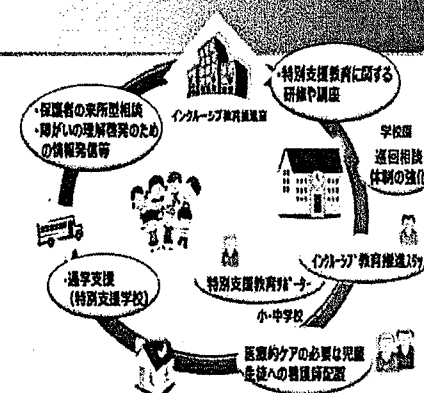 ・保護者の来所型相談
・障がいの理解啓発のため
の情報発信等
インクルーシブ教育推進室
・特別支援教育に関する
研修や講座
学校園
巡回相談
体制の強化
・通学支援
(特別支援学校)
特別支援教育サポーター
インクルーシブ教育推進スタッフ
小・中学校
医療的ケアの必要な児童
生徒への看護師配置